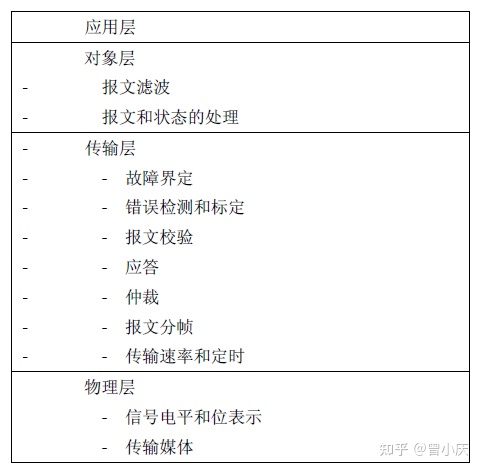 应用层
对象层
- 报文滤波
- 报文和状态的处理
- 传输层
- - 故障界定
- - 错误检测和标定
- - 报文校验
- - 应答
- - 仲裁
- - 报文分帧
- - 传输速率和定时
物理层
- 信号电平和位表示
- 传输媒体
知乎 @曾小庆